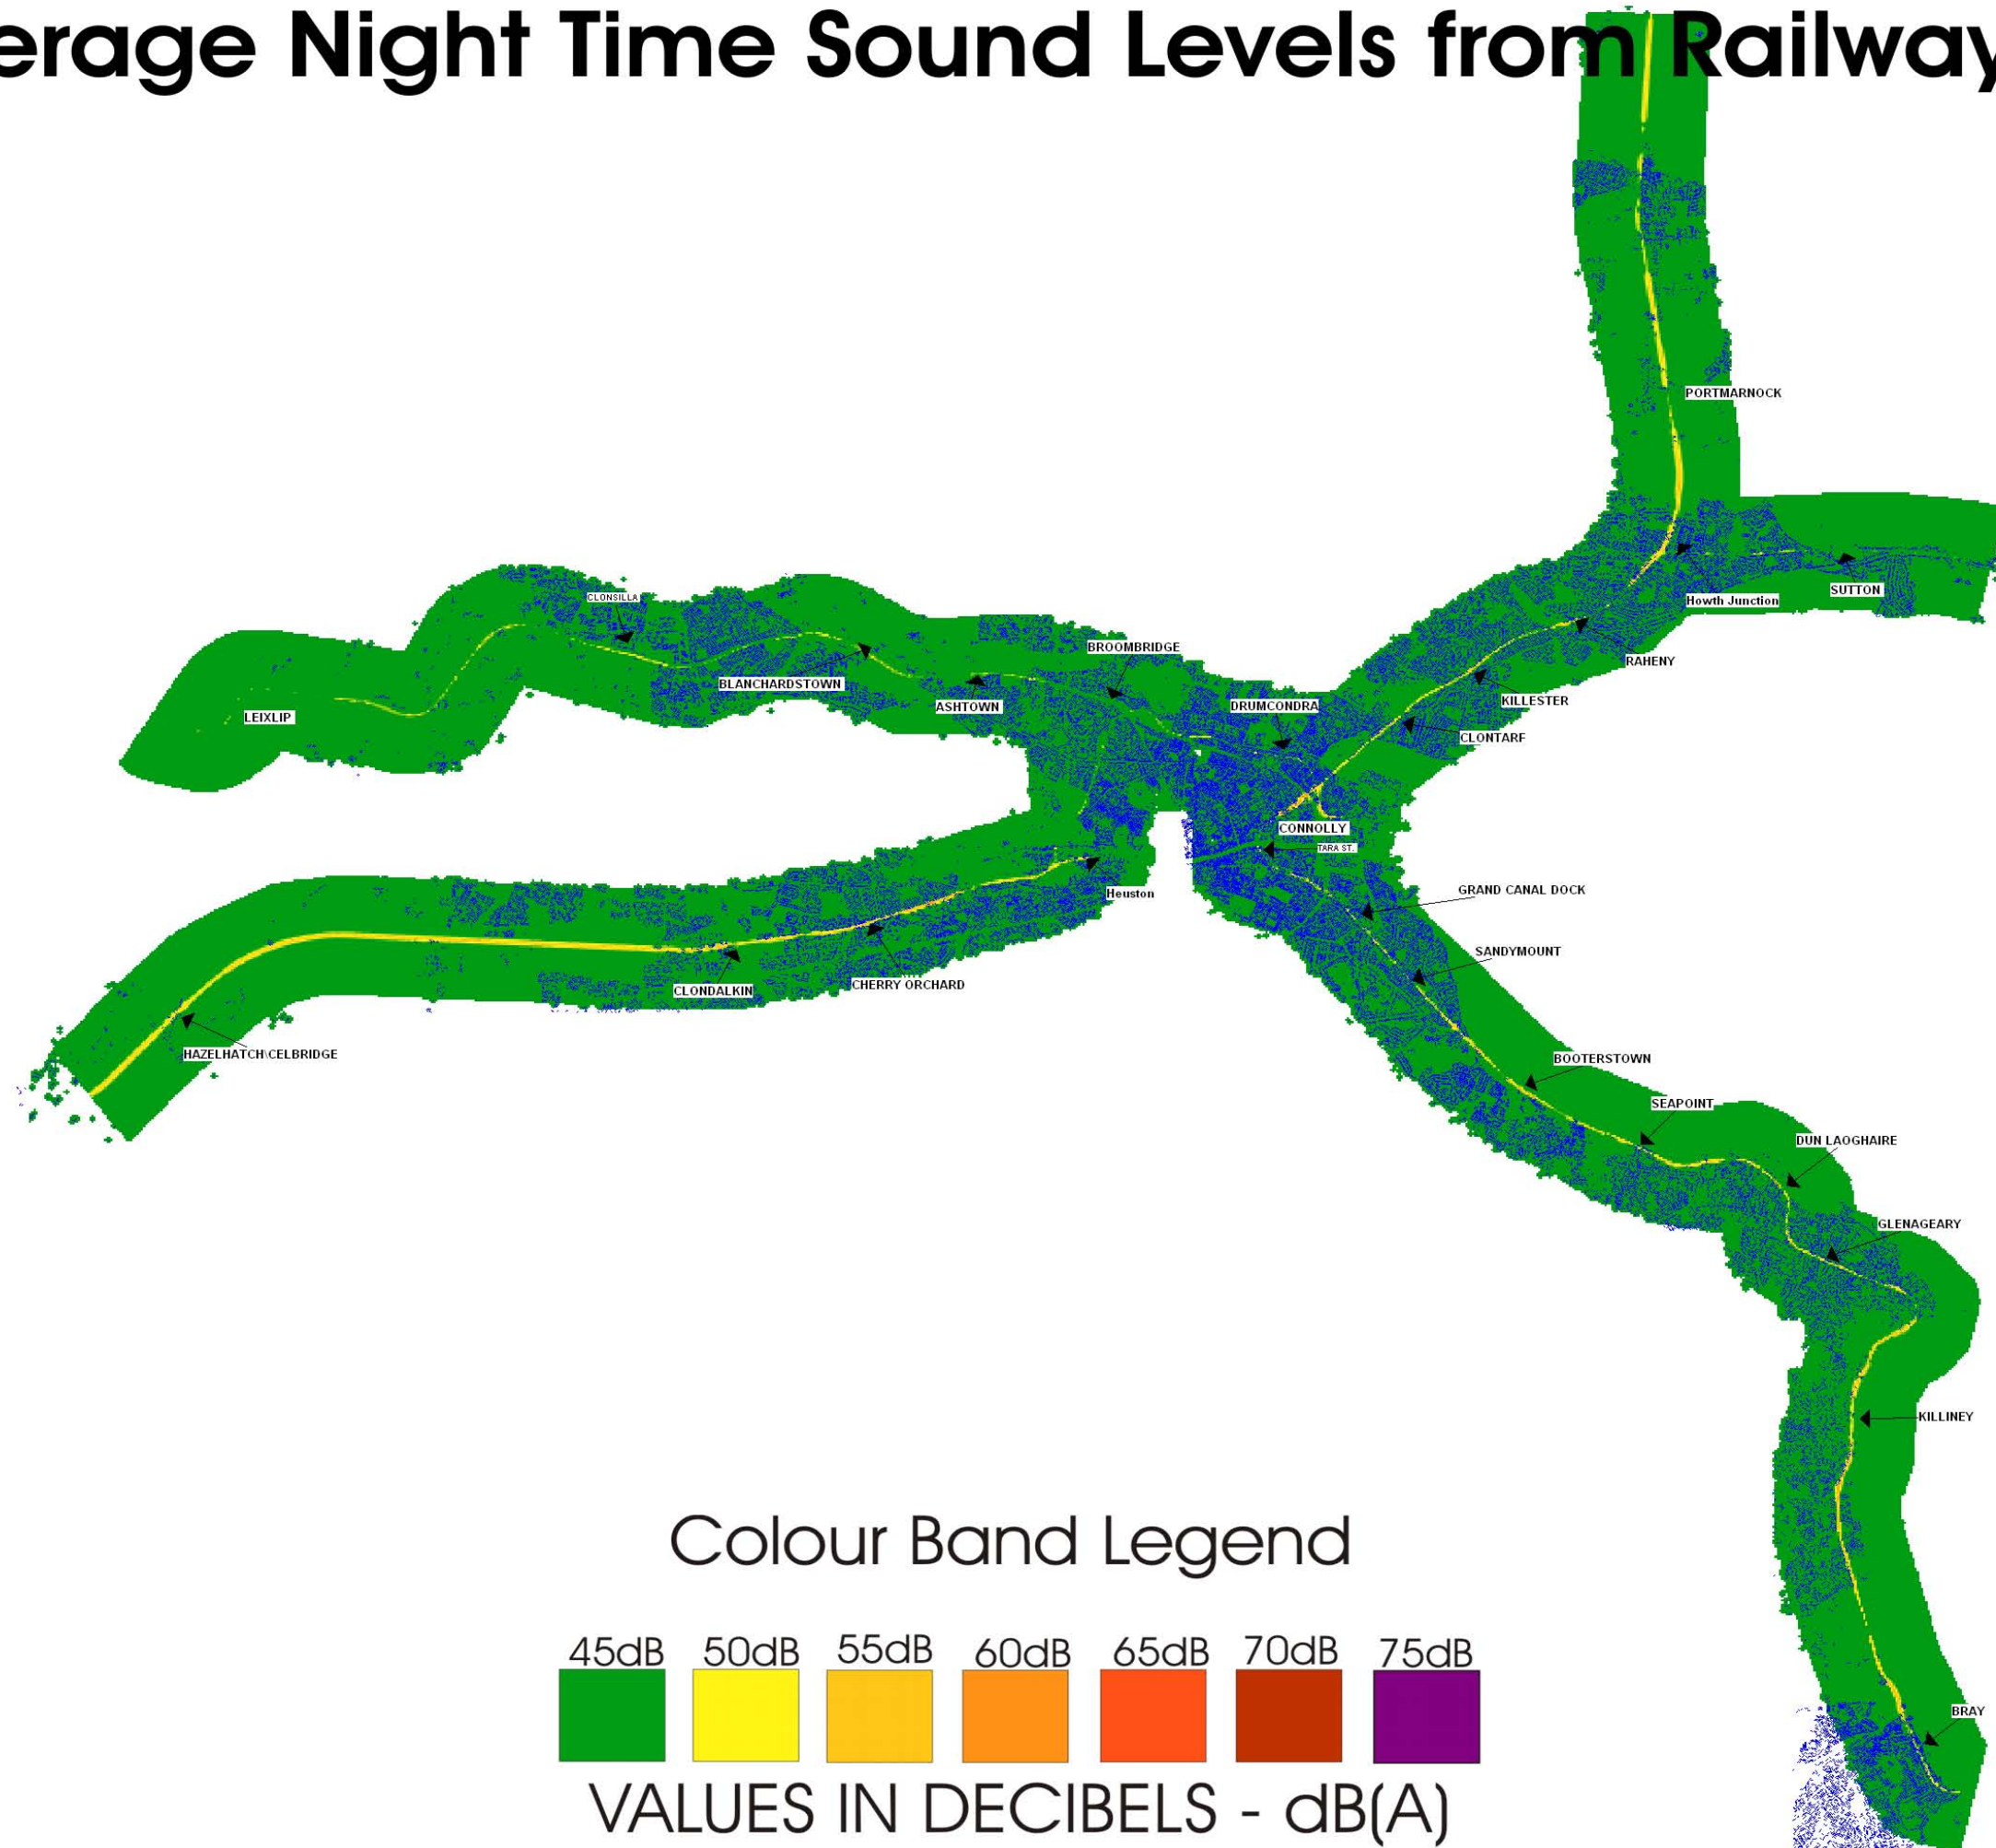 erage Night Time Sound Levels from Railway
PORTMARNOCK
CLONSILLA
SUTTON
Howth Junction
BROOMBRIDGE
RAHENY
BLANCHARDSTOWN
KILLESTER
ASHTOWN
DRUMCONDRA
LEIXLIP
CLONTARF
CONNOLLY
TARA ST.
Heuston
GRAND CANAL DOCK
SANDYMOUNT
CHERRY ORCHARD
CLONDALKIN
HAZELHATCH\CELBRIDGE
BOOTERSTOWN
SEAPOINT
DUN LAOGHAIRE
GLENAGEARY
KILLINEY
Colour Band Legend
45dB 50dB 55dB 60dB 65dB 70dB 75dB
BRAY
VALUES IN DECIBELS - dB(A)